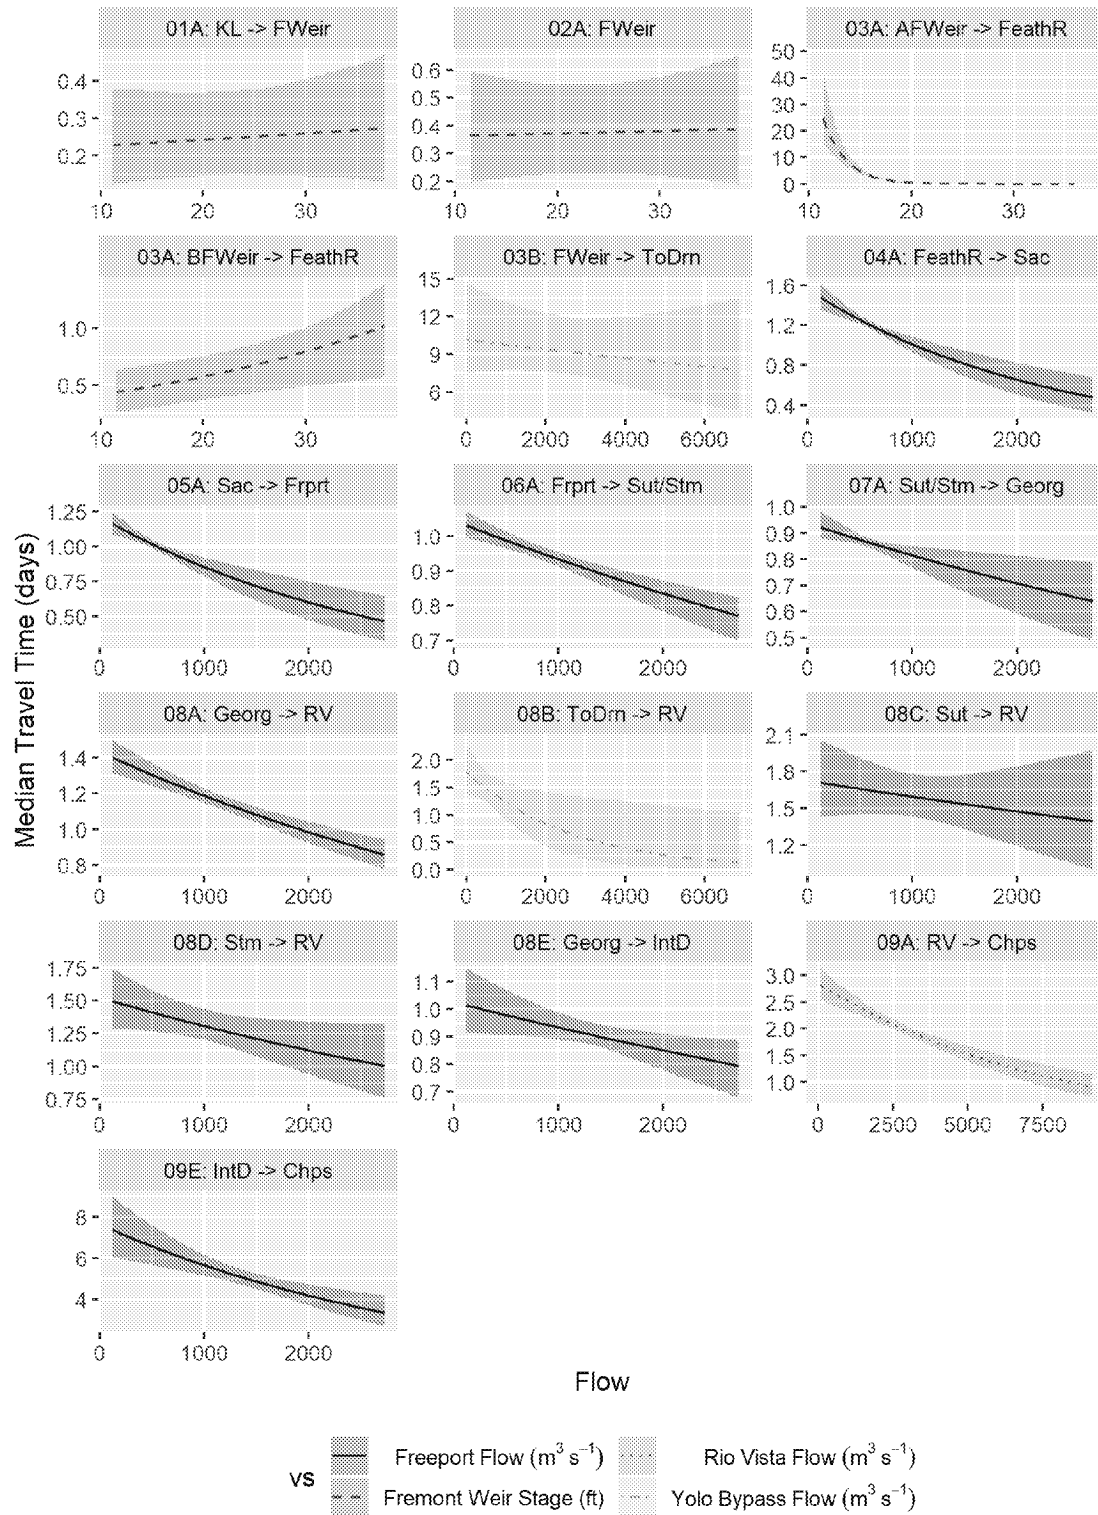 01A: KL -> FWeir
02A: FWeir
03A: AFWeir -> FeathR
0.4
0.3
0.2
10 20 30
0.6
0.5
0.4
0.3
0.2
10 20 30
50
40
30
20
10
0
10 20 30
03A: BFWeir -> FeathR
03B: FWeir -> ToDrn
04A: FeathR -> Sac
1.0
0.5
10 20 30
15
12
9
6
0 2000 4000 6000
1.6
1.2
0.8
0.4
0 1000 2000
05A: Sac -> Frprt
06A: Frprt -> Sut/Stm
07A: Sut/Stm -> Georg
1.25
1.00
0.75
0.50
0 1000 2000
1.0
0.9
0.8
0.7
0 1000 2000
1.0
0.9
0.8
0.7
0.6
0.5
0 1000 2000
Median Travel Time (days)
08A: Georg -> RV
08B: ToDrn -> RV
08C: Sut -> RV
1.4
1.2
1.0
0.8
0 1000 2000
2.0
1.5
1.0
0.5
0.0
0 2000 4000 6000
2.1
1.8
1.5
1.2
0 1000 2000
08D: Stm -> RV
08E: Georg -> IntD
09A: RV -> Chps
1.75
1.50
1.25
1.00
0.75
0 1000 2000
1.1
1.0
0.9
0.8
0.7
0 1000 2000
3.0
2.5
2.0
1.5
1.0
0 2500 5000 7500
09E: IntD -> Chps
8
6
4
0 1000 2000
Flow
vs
Freeport Flow (m³ s⁻¹)
Rio Vista Flow (m³ s⁻¹)
Fremont Weir Stage (ft)
Yolo Bypass Flow (m³ s⁻¹)